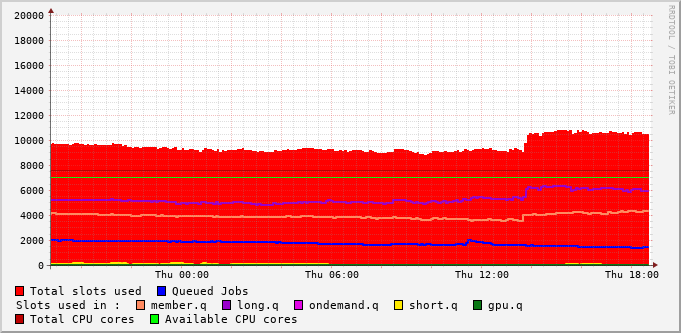 RRDTOOL / TOBI OETIKER
20000
18000
16000
14000
12000
10000
8000
6000
4000
2000
0
Thu 00:00 Thu 06:00 Thu 12:00 Thu 18:00
Total slots used Queued Jobs
Slots used in : member.q long.q ondemand.q short.q gpu.q
Total CPU cores Available CPU cores